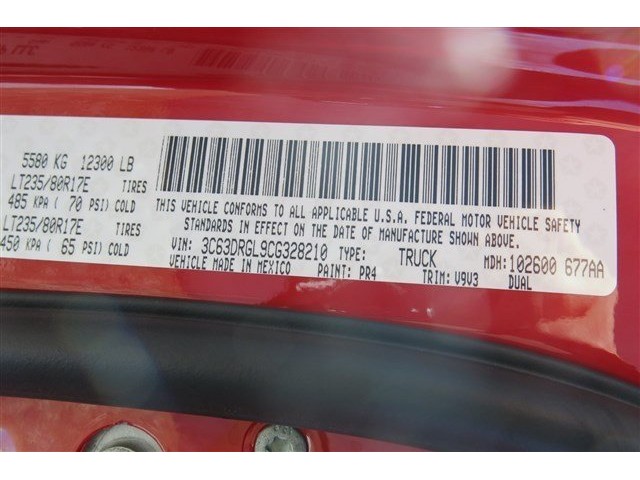 5580 KG 12300 LB
LT235/80R17E TIRES
485 KPA ( 70 PSI) COLD
LT235/80R17E TIRES
450 KPA ( 65 PSI) COLD
THIS VEHICLE CONFORMS TO ALL APPLICABLE U.S.A. FEDERAL MOTOR VEHICLE SAFETY
STANDARDS IN EFFECT ON THE DATE OF MANUFACTURE SHOWN ABOVE.
VIN: 3C63DRGL9CG328210 TYPE: TRUCK MDH: 102600 677AA
VEHICLE MADE IN MEXICO PAINT: PR4 TRIM: V9V3 DUAL